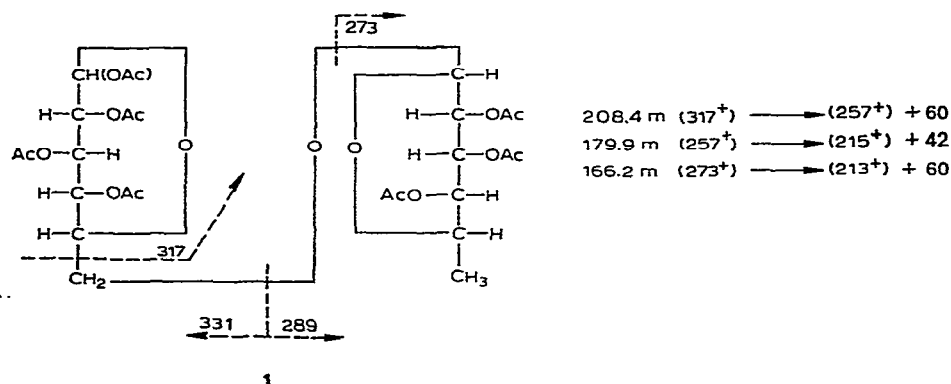 273
CH(OAc)
C—H
H—C—OAc
H—C—OAc
208.4 m (317⁺) ⟶ (257⁺) + 60
AcO—C—H
O
O
O
H—C—OAc
179.9 m (257⁺) ⟶ (215⁺) + 42
166.2 m (273⁺) ⟶ (213⁺) + 60
H—C—OAc
AcO—C—H
H—C
C—H
317
CH₂
CH₃
331
289
1